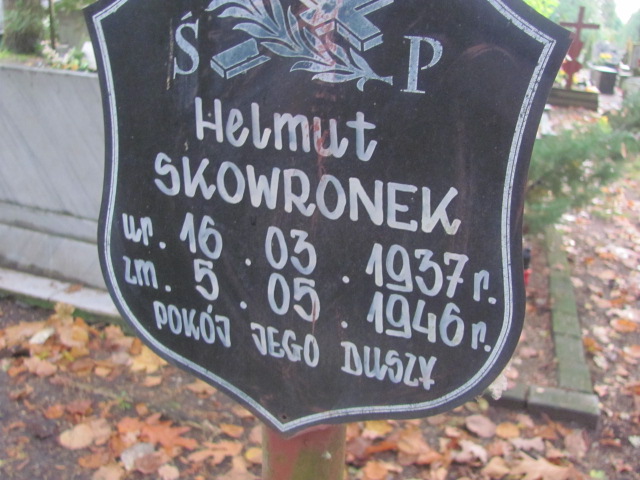 Ś P
Helmut
SKOWRONEK
ur. 16 . 03 . 1937 r.
zm. 5 . 05 . 1946 r.
POKÓJ JEGO DUSZY